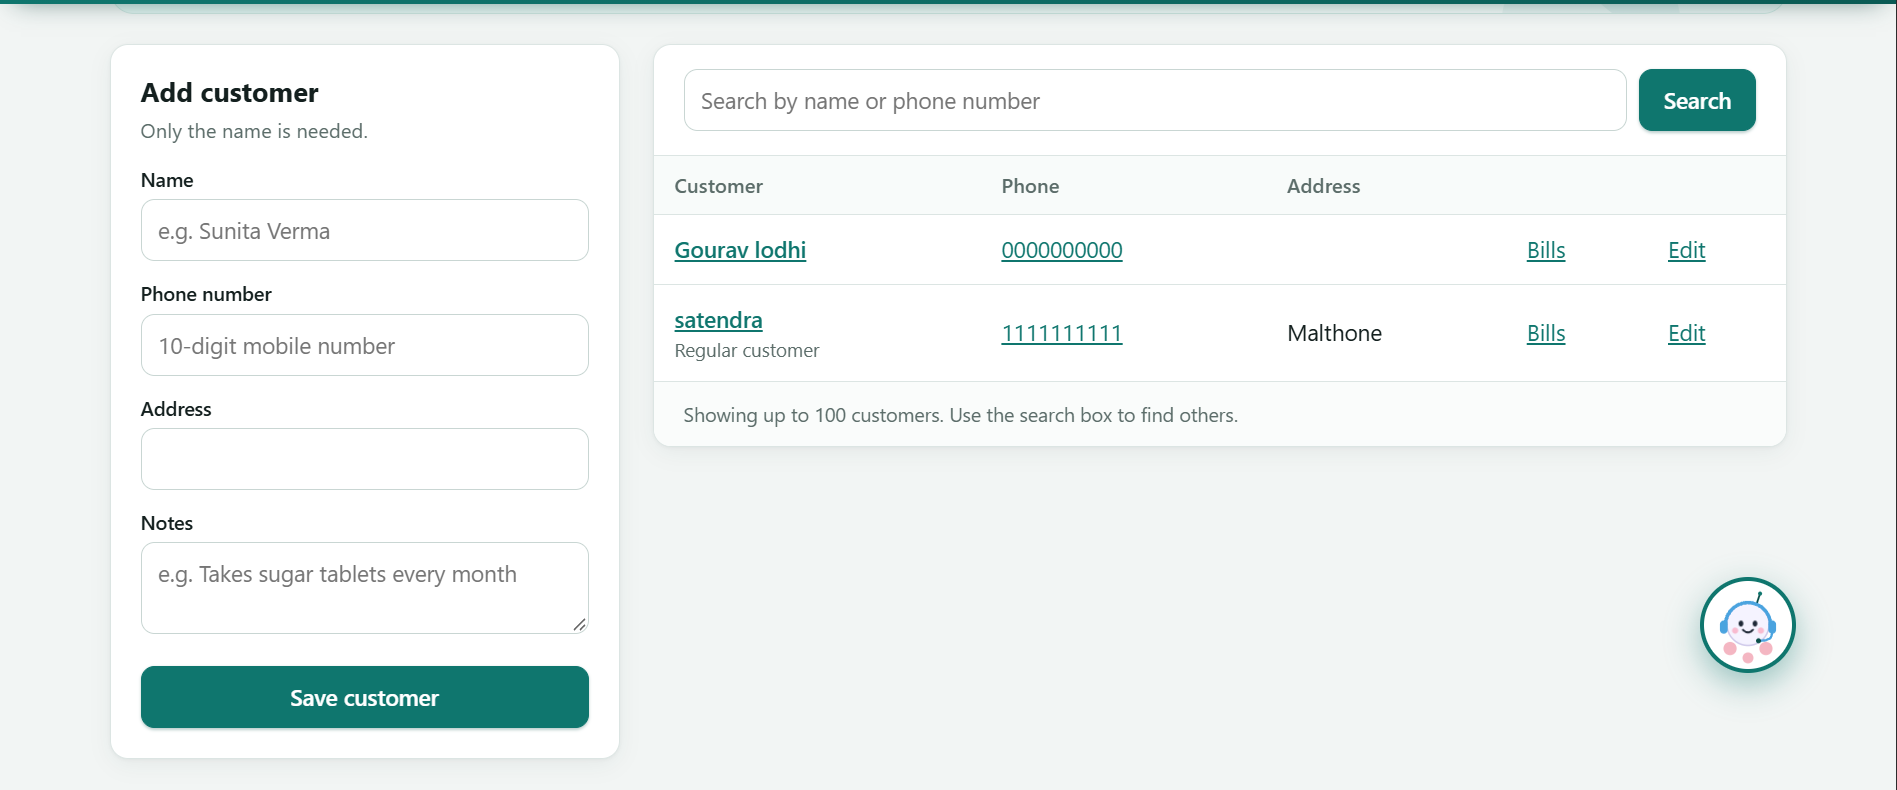 Add customer
Only the name is needed.
Name
e.g. Sunita Verma
Phone number
10-digit mobile number
Address
Notes
e.g. Takes sugar tablets every month
Save customer
Search by name or phone number
Search
Customer Phone Address
Gourav lodhi 0000000000 Bills Edit
satendra
Regular customer
1111111111 Malthone Bills Edit
Showing up to 100 customers. Use the search box to find others.